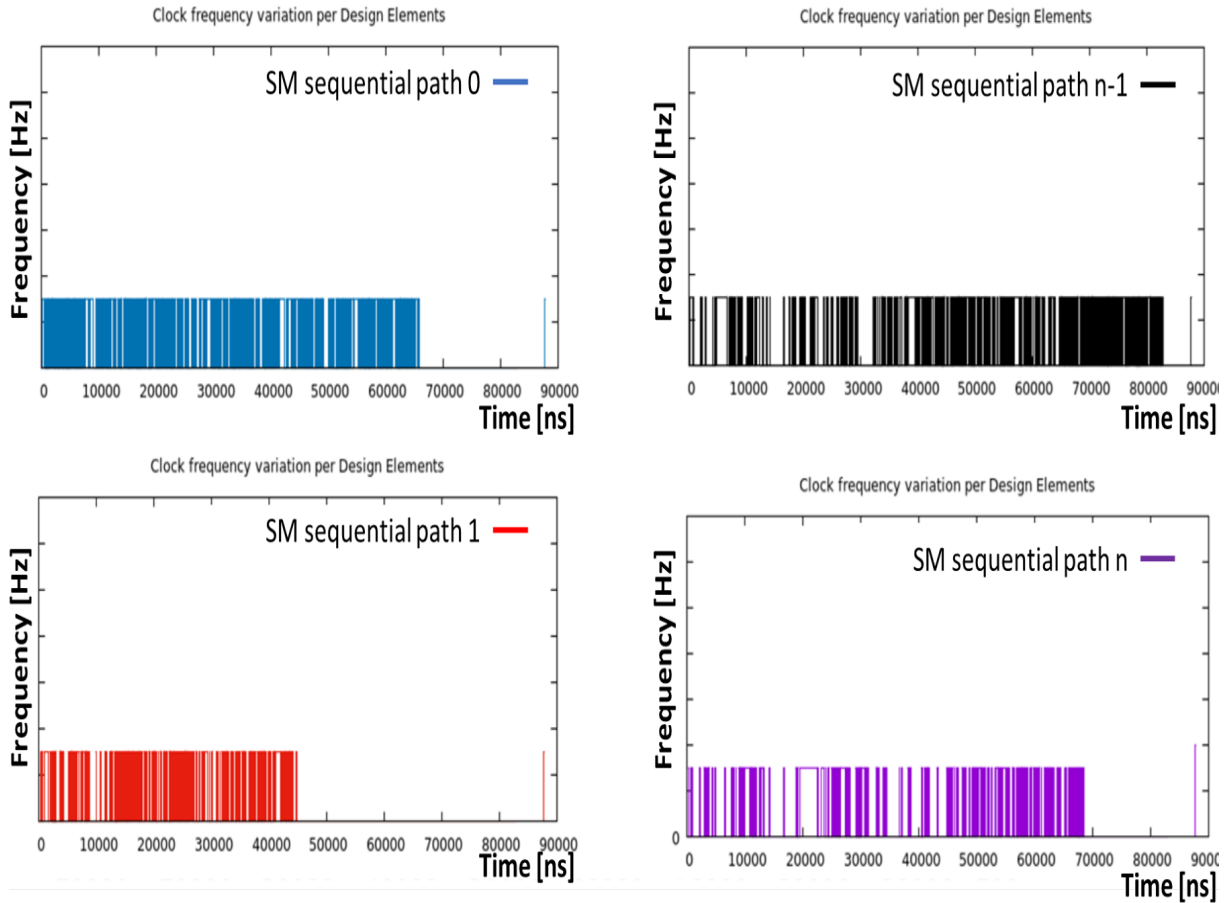 Clock frequency variation per Design Elements
SM sequential path 0
Frequency [Hz]
0 10000 20000 30000 40000 50000 60000 70000 80000 90000
Time [ns]
Clock frequency variation per Design Elements
SM sequential path n-1
Frequency [Hz]
0 10000 20000 30000 40000 50000 60000 70000 80000 90000
Time [ns]
Clock frequency variation per Design Elements
SM sequential path 1
Frequency [Hz]
0 10000 20000 30000 40000 50000 60000 70000 80000 90000
Time [ns]
Clock frequency variation per Design Elements
SM sequential path n
Frequency [Hz]
0
0 10000 20000 30000 40000 50000 60000 70000 80000 90000
Time [ns]